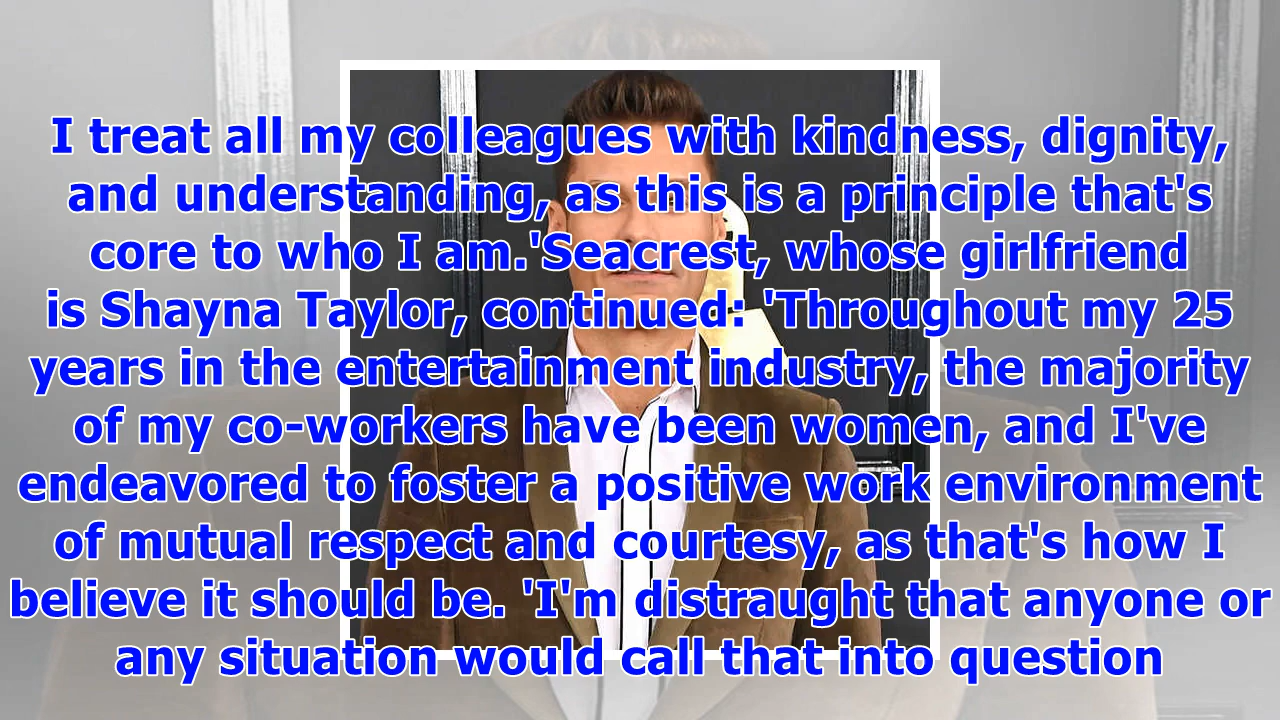 I treat all my colleagues with kindness, dignity,
and understanding, as this is a principle that's
core to who I am.'Seacrest, whose girlfriend
is Shayna Taylor, continued: 'Throughout my 25
years in the entertainment industry, the majority
of my co-workers have been women, and I've
endeavored to foster a positive work environment
of mutual respect and courtesy, as that's how I
believe it should be. 'I'm distraught that anyone or
any situation would call that into question